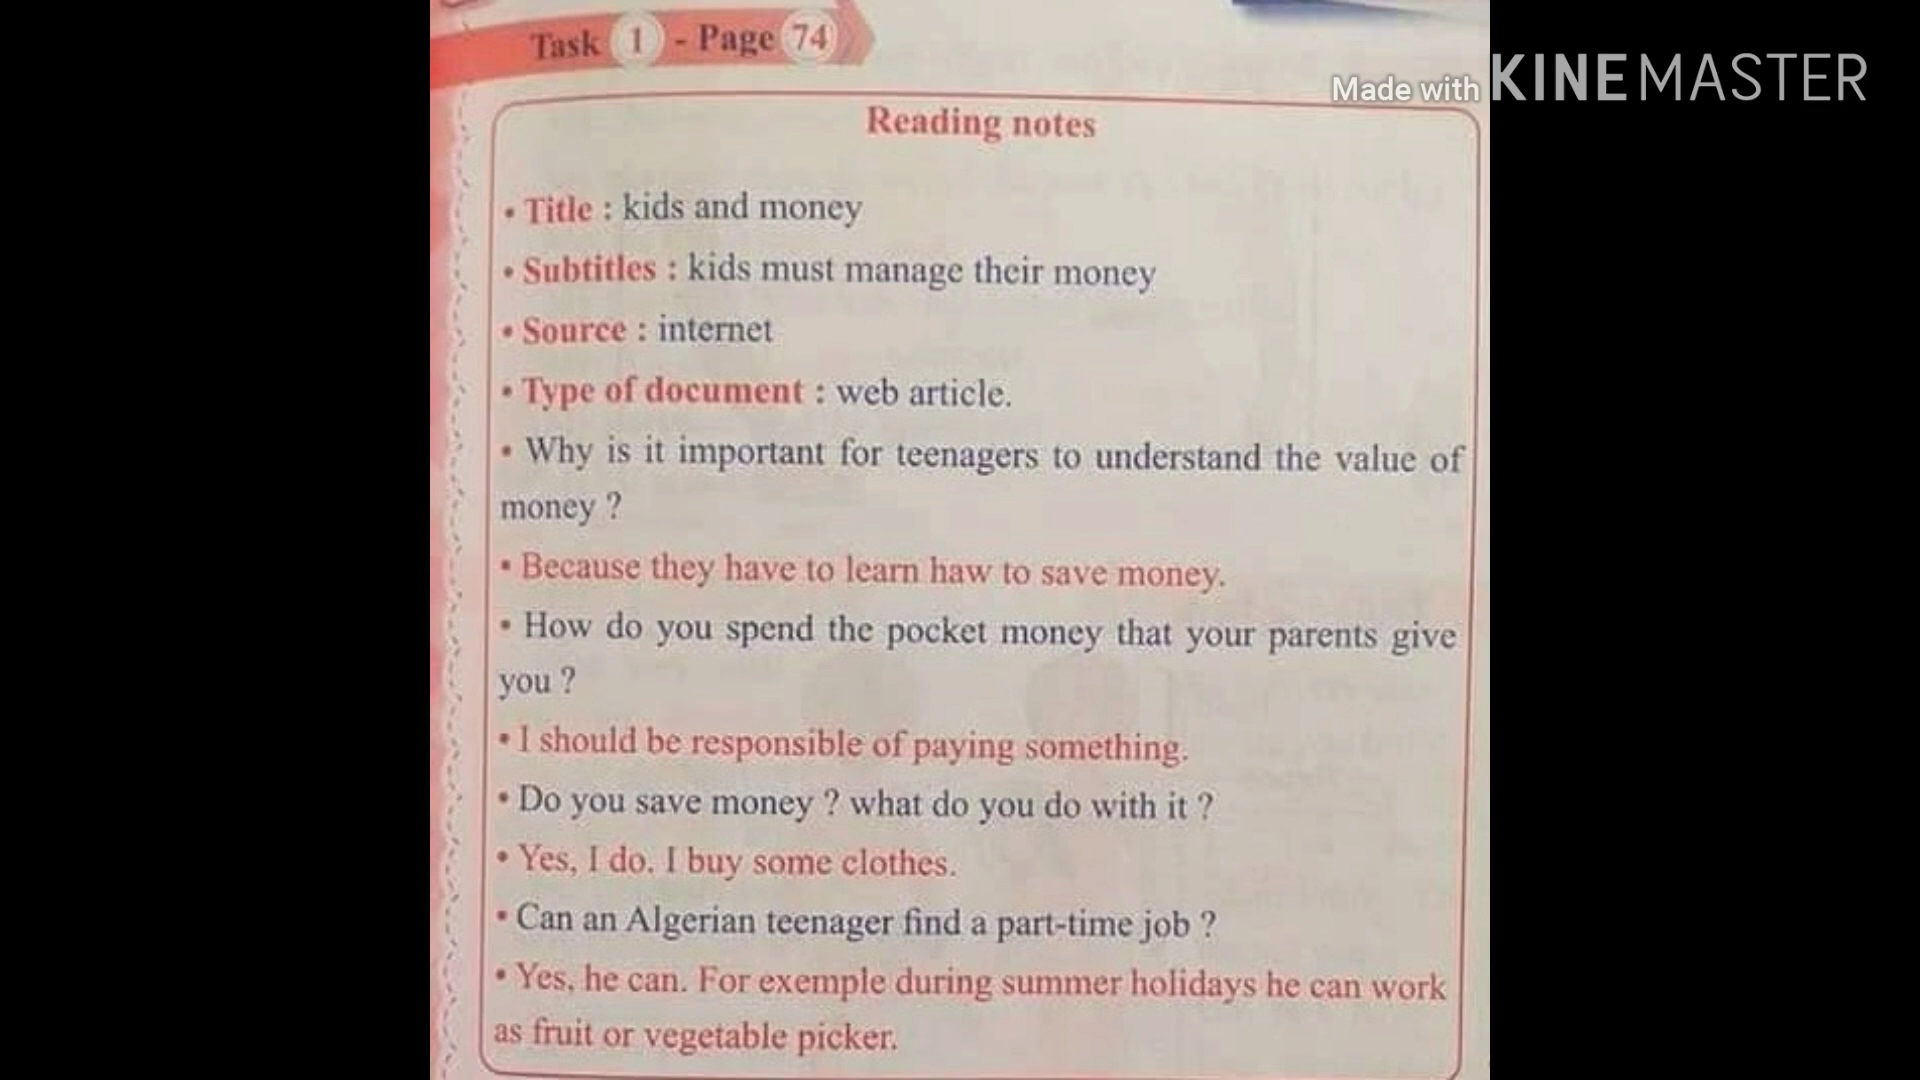 Task 1 - Page 74
Made with KINEMASTER
Reading notes
• Title : kids and money
• Subtitles : kids must manage their money
• Source : internet
• Type of document : web article.
• Why is it important for teenagers to understand the value of
money ?
• Because they have to learn haw to save money.
• How do you spend the pocket money that your parents give
you ?
• I should be responsible of paying something.
• Do you save money ? what do you do with it ?
• Yes, I do. I buy some clothes.
• Can an Algerian teenager find a part-time job ?
• Yes, he can. For exemple during summer holidays he can work
as fruit or vegetable picker.